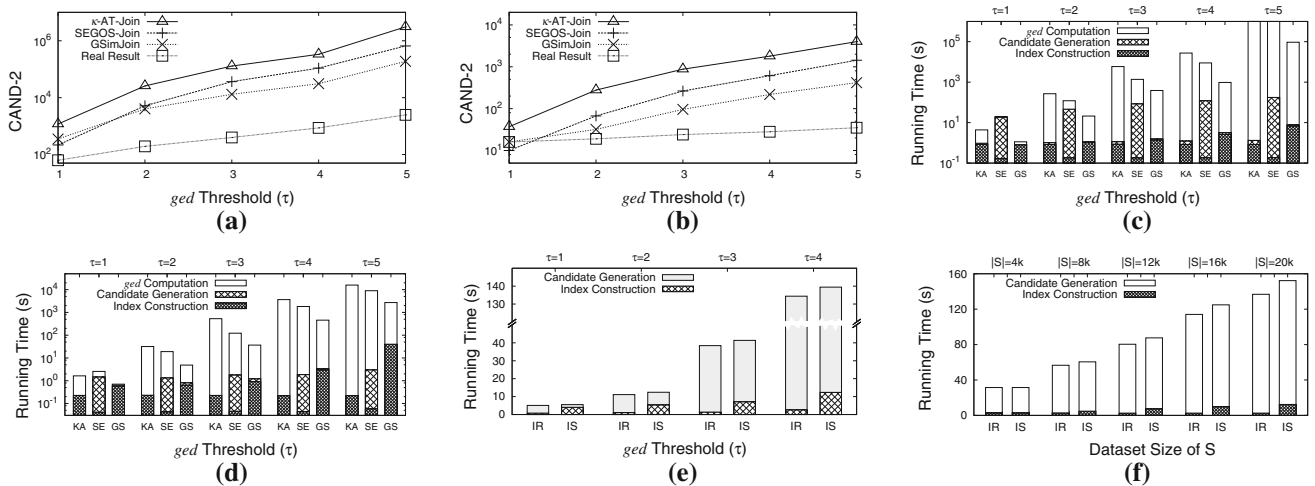 κ-AT-Join
SEGOS-Join
GSimJoin
Real Result
10^6
10^4
10^2
CAND-2
1 2 3 4 5
ged Threshold (τ)
(a)
κ-AT-Join
SEGOS-Join
GSimJoin
Real Result
10^5
10^4
10^3
10^2
10^1
CAND-2
1 2 3 4 5
ged Threshold (τ)
(b)
τ=1 τ=2 τ=3 τ=4 τ=5
ged Computation
Candidate Generation
Index Construction
10^5
10^3
10^1
10^-1
Running Time (s)
KA SE GS KA SE GS KA SE GS KA SE GS KA SE GS
ged Threshold (τ)
(c)
τ=1 τ=2 τ=3 τ=4 τ=5
ged Computation
Candidate Generation
Index Construction
10^4
10^3
10^2
10^1
10^0
10^-1
Running Time (s)
KA SE GS KA SE GS KA SE GS KA SE GS KA SE GS
ged Threshold (τ)
(d)
τ=1 τ=2 τ=3 τ=4
Candidate Generation
Index Construction
140
130
40
30
20
10
0
Running Time (s)
IR IS IR IS IR IS IR IS
ged Threshold (τ)
(e)
|S|=4k |S|=8k |S|=12k |S|=16k |S|=20k
Candidate Generation
Index Construction
160
120
80
40
0
Running Time (s)
IR IS IR IS IR IS IR IS IR IS
Dataset Size of S
(f)